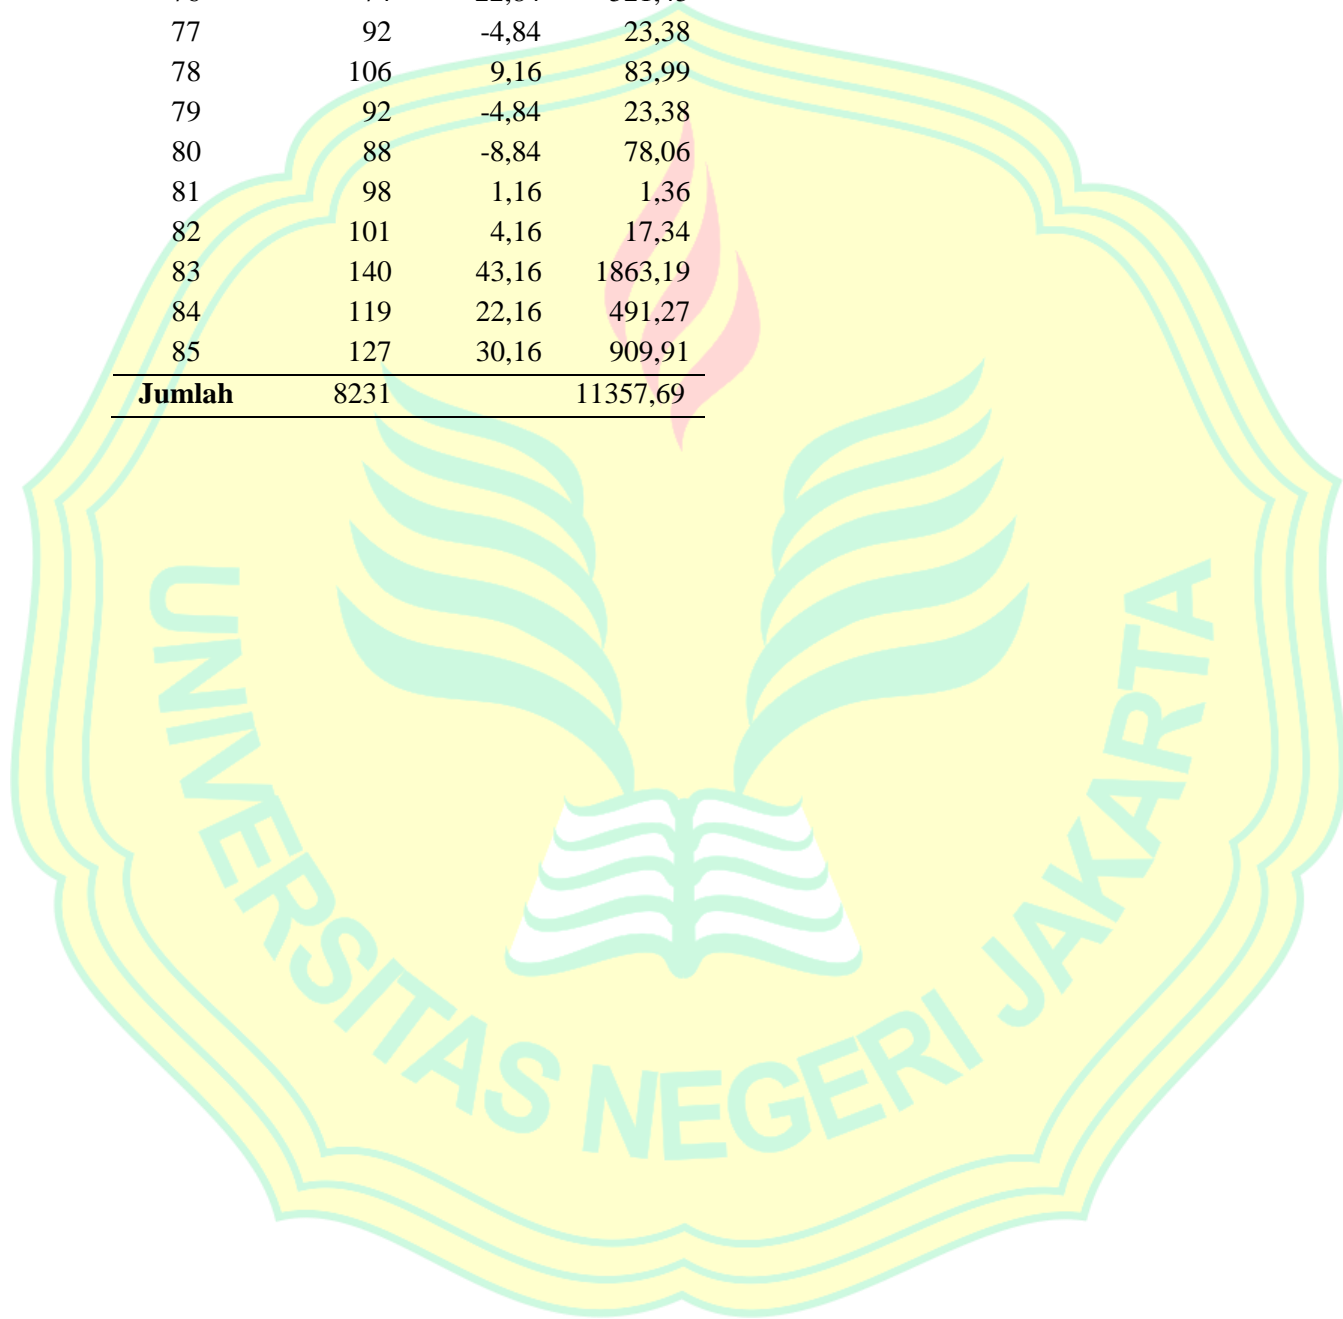 77 92 -4,84 23,38
78 106 9,16 83,99
79 92 -4,84 23,38
80 88 -8,84 78,06
81 98 1,16 1,36
82 101 4,16 17,34
83 140 43,16 1863,19
84 119 22,16 491,27
85 127 30,16 909,91
Jumlah 8231 11357,69
UNIVERSITAS NEGERI JAKARTA